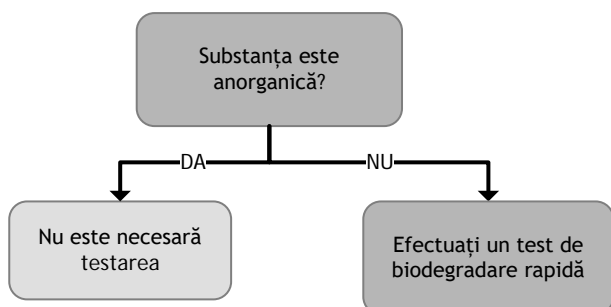 Substanța este
anorganică?
DA
NU
Nu este necesară
testarea
Efectuați un test de
biodegradare rapidă